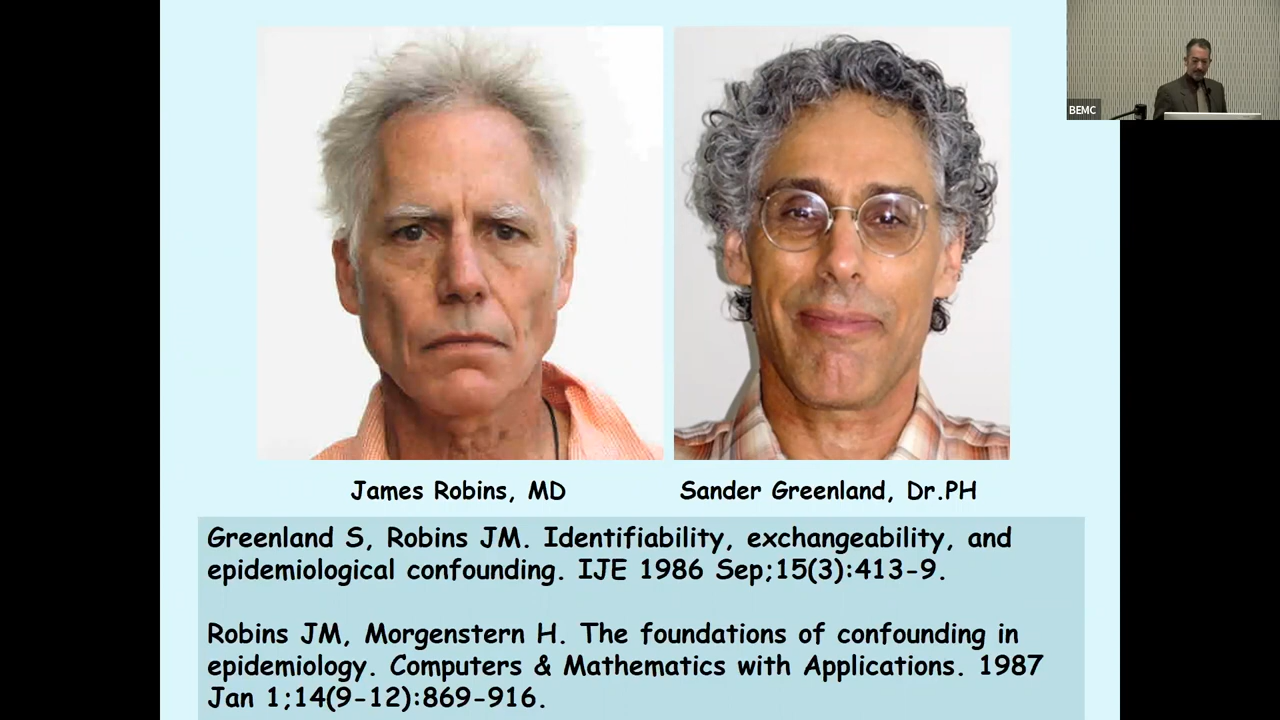 BEMC
James Robins, MD
Sander Greenland, Dr.PH
Greenland S, Robins JM. Identifiability, exchangeability, and
epidemiological confounding. IJE 1986 Sep;15(3):413-9.
Robins JM, Morgenstern H. The foundations of confounding in
epidemiology. Computers & Mathematics with Applications. 1987
Jan 1;14(9-12):869-916.